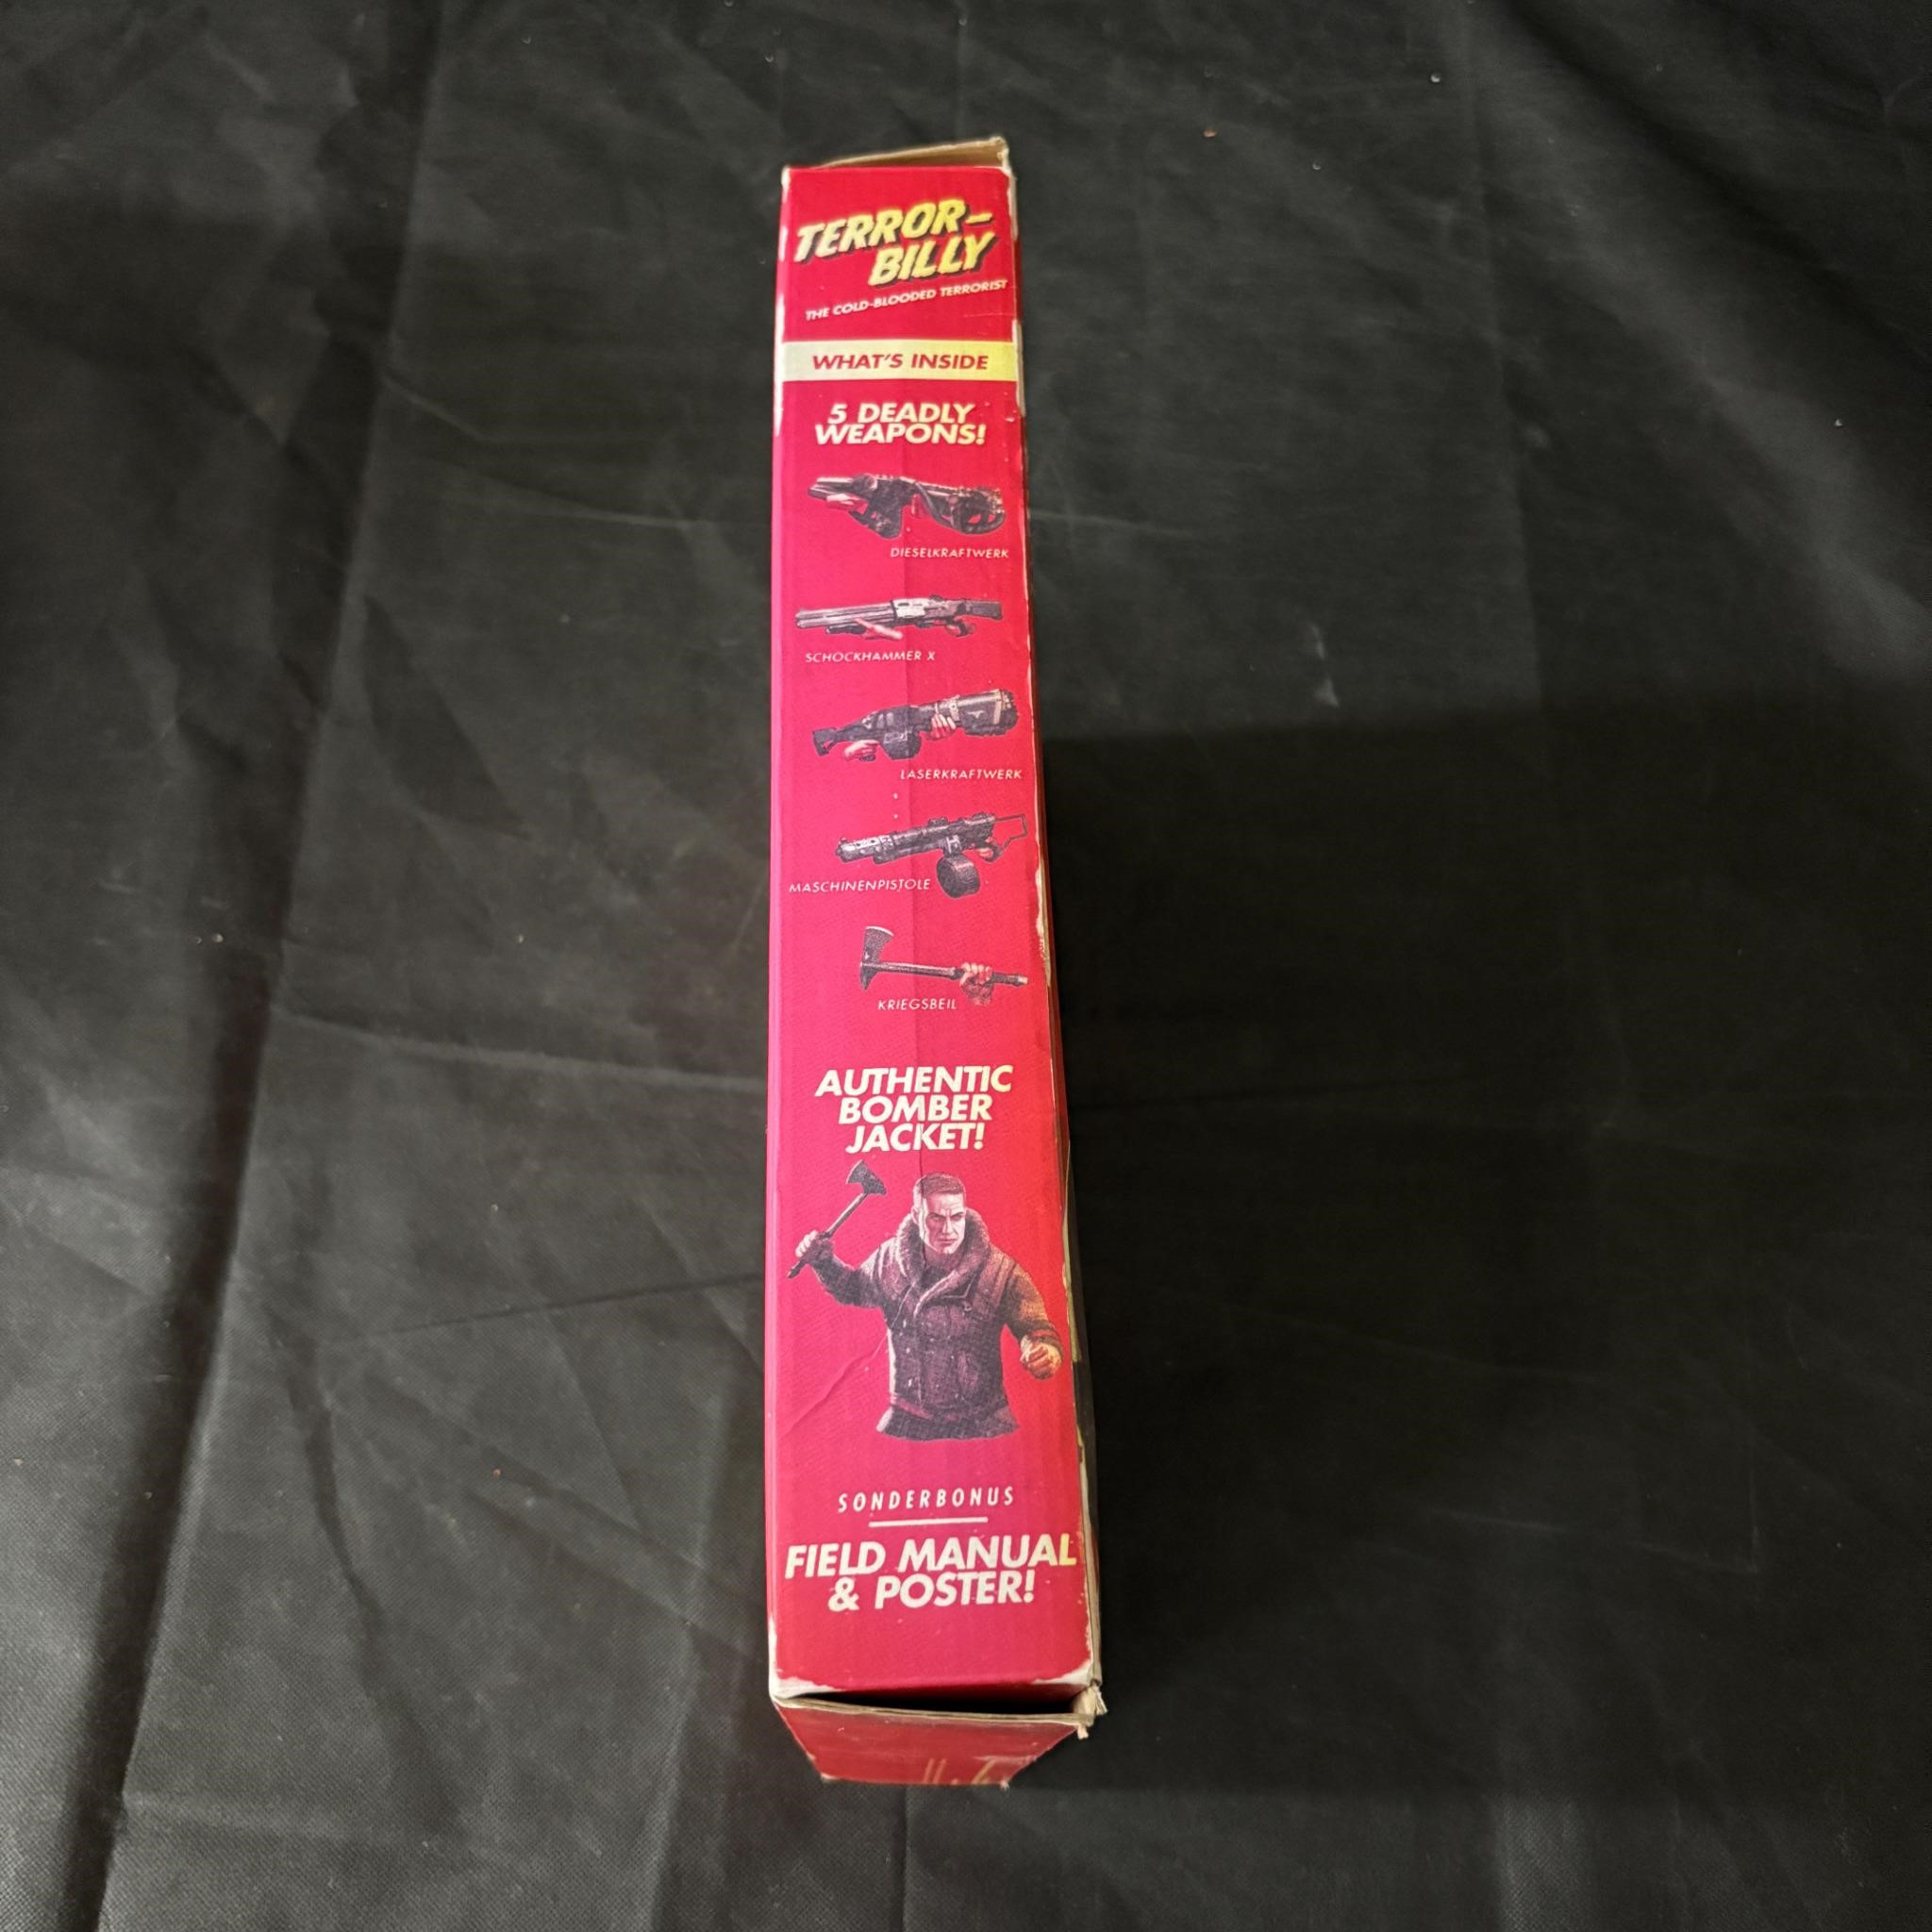 TERROR-
BILLY
THE COLD-BLOODED TERRORIST
WHAT'S INSIDE
5 DEADLY
WEAPONS!
DIESELKRAFTWERK
SCHOCKHAMMER X
LASERKRAFTWERK
MASCHINENPISTOLE
KRIEGSBEIL
AUTHENTIC
BOMBER
JACKET!
SONDERBONUS
FIELD MANUAL
& POSTER!